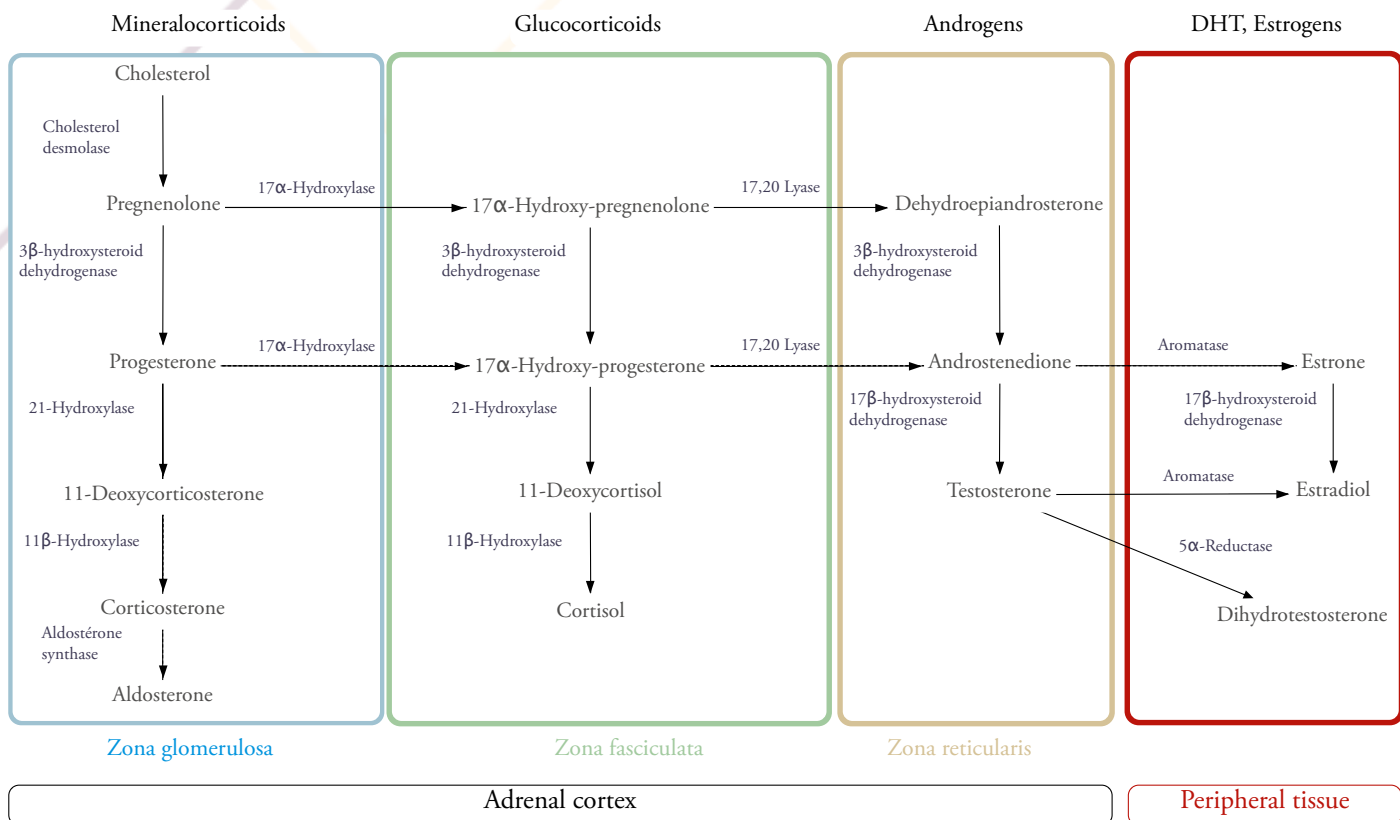 Mineralocorticoids
Glucocorticoids
Androgens
DHT, Estrogens
Cholesterol
Cholesterol
desmolase
Pregnenolone
17α-Hydroxylase
17α-Hydroxy-pregnenolone
17,20 Lyase
Dehydroepiandrosterone
3β-hydroxysteroid
dehydrogenase
3β-hydroxysteroid
dehydrogenase
3β-hydroxysteroid
dehydrogenase
Progesterone
17α-Hydroxylase
17α-Hydroxy-progesterone
17,20 Lyase
Androstenedione
Aromatase
Estrone
21-Hydroxylase
21-Hydroxylase
17β-hydroxysteroid
dehydrogenase
17β-hydroxysteroid
dehydrogenase
11-Deoxycorticosterone
11-Deoxycortisol
Testosterone
Aromatase
Estradiol
11β-Hydroxylase
11β-Hydroxylase
5α-Reductase
Corticosterone
Cortisol
Dihydrotestosterone
Aldostérone
synthase
Aldosterone
Zona glomerulosa
Zona fasciculata
Zona reticularis
Adrenal cortex
Peripheral tissue